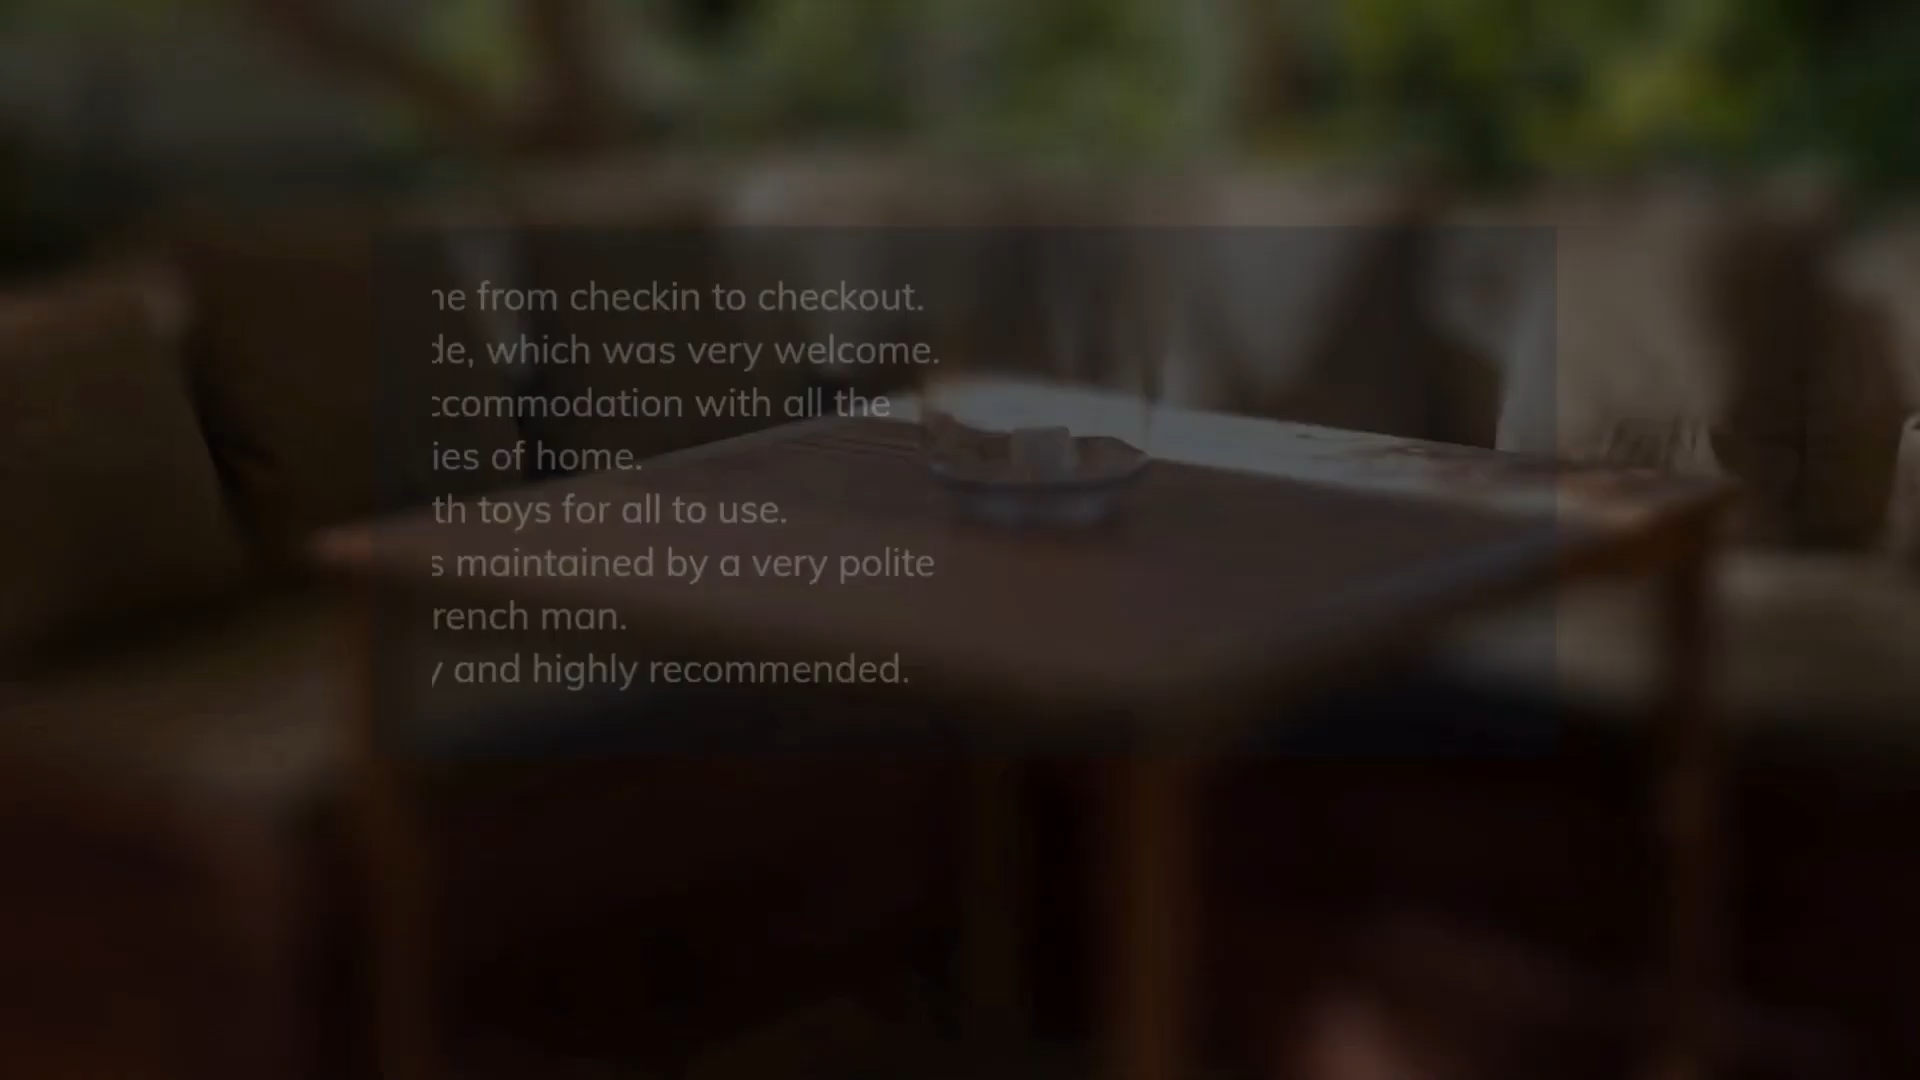 ne from checkin to checkout.
de, which was very welcome.
ccommodation with all the
ies of home.
th toys for all to use.
s maintained by a very polite
rench man.
y and highly recommended.